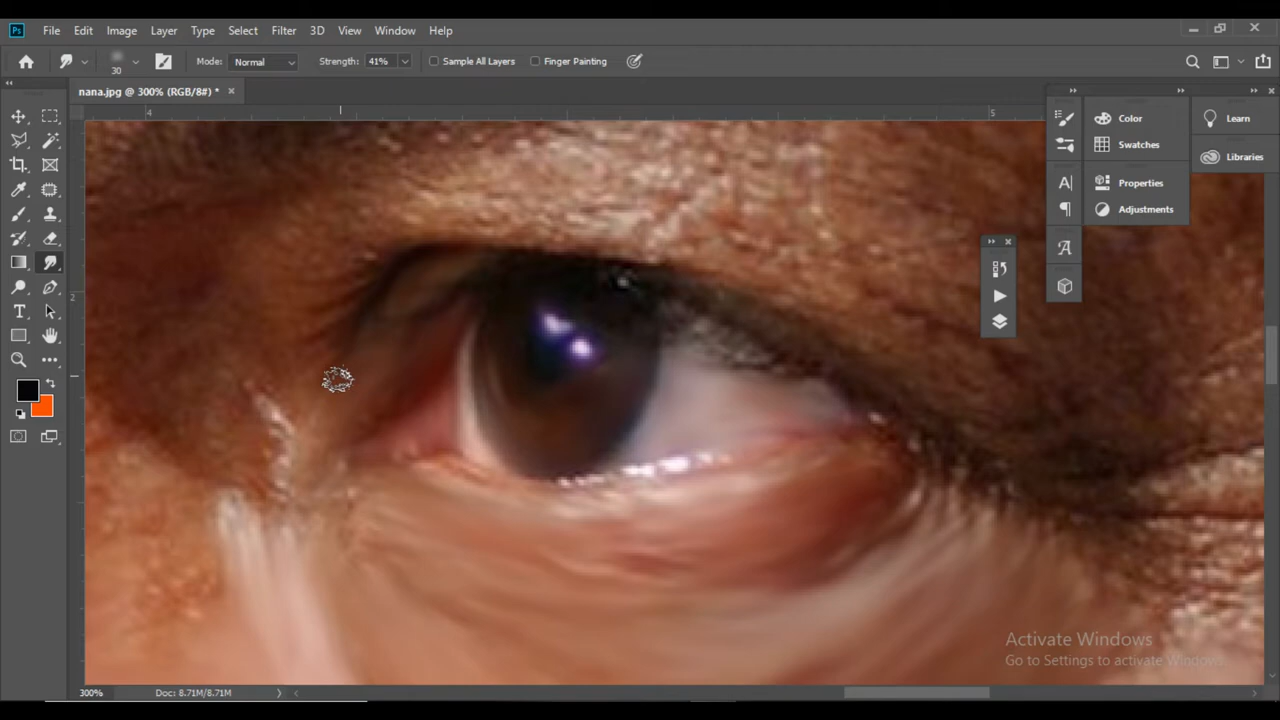 Ps File Edit Image Layer Type Select Filter 3D View Window Help
30 Mode: Normal Strength: 41% Sample All Layers Finger Painting
nana.jpg @ 300% (RGB/8#) *
4 5
2
Color
Swatches
Properties
Adjustments
Learn
Libraries
Activate Windows
Go to Settings to activate Windows.
300% Doc: 8.71M/8.71M